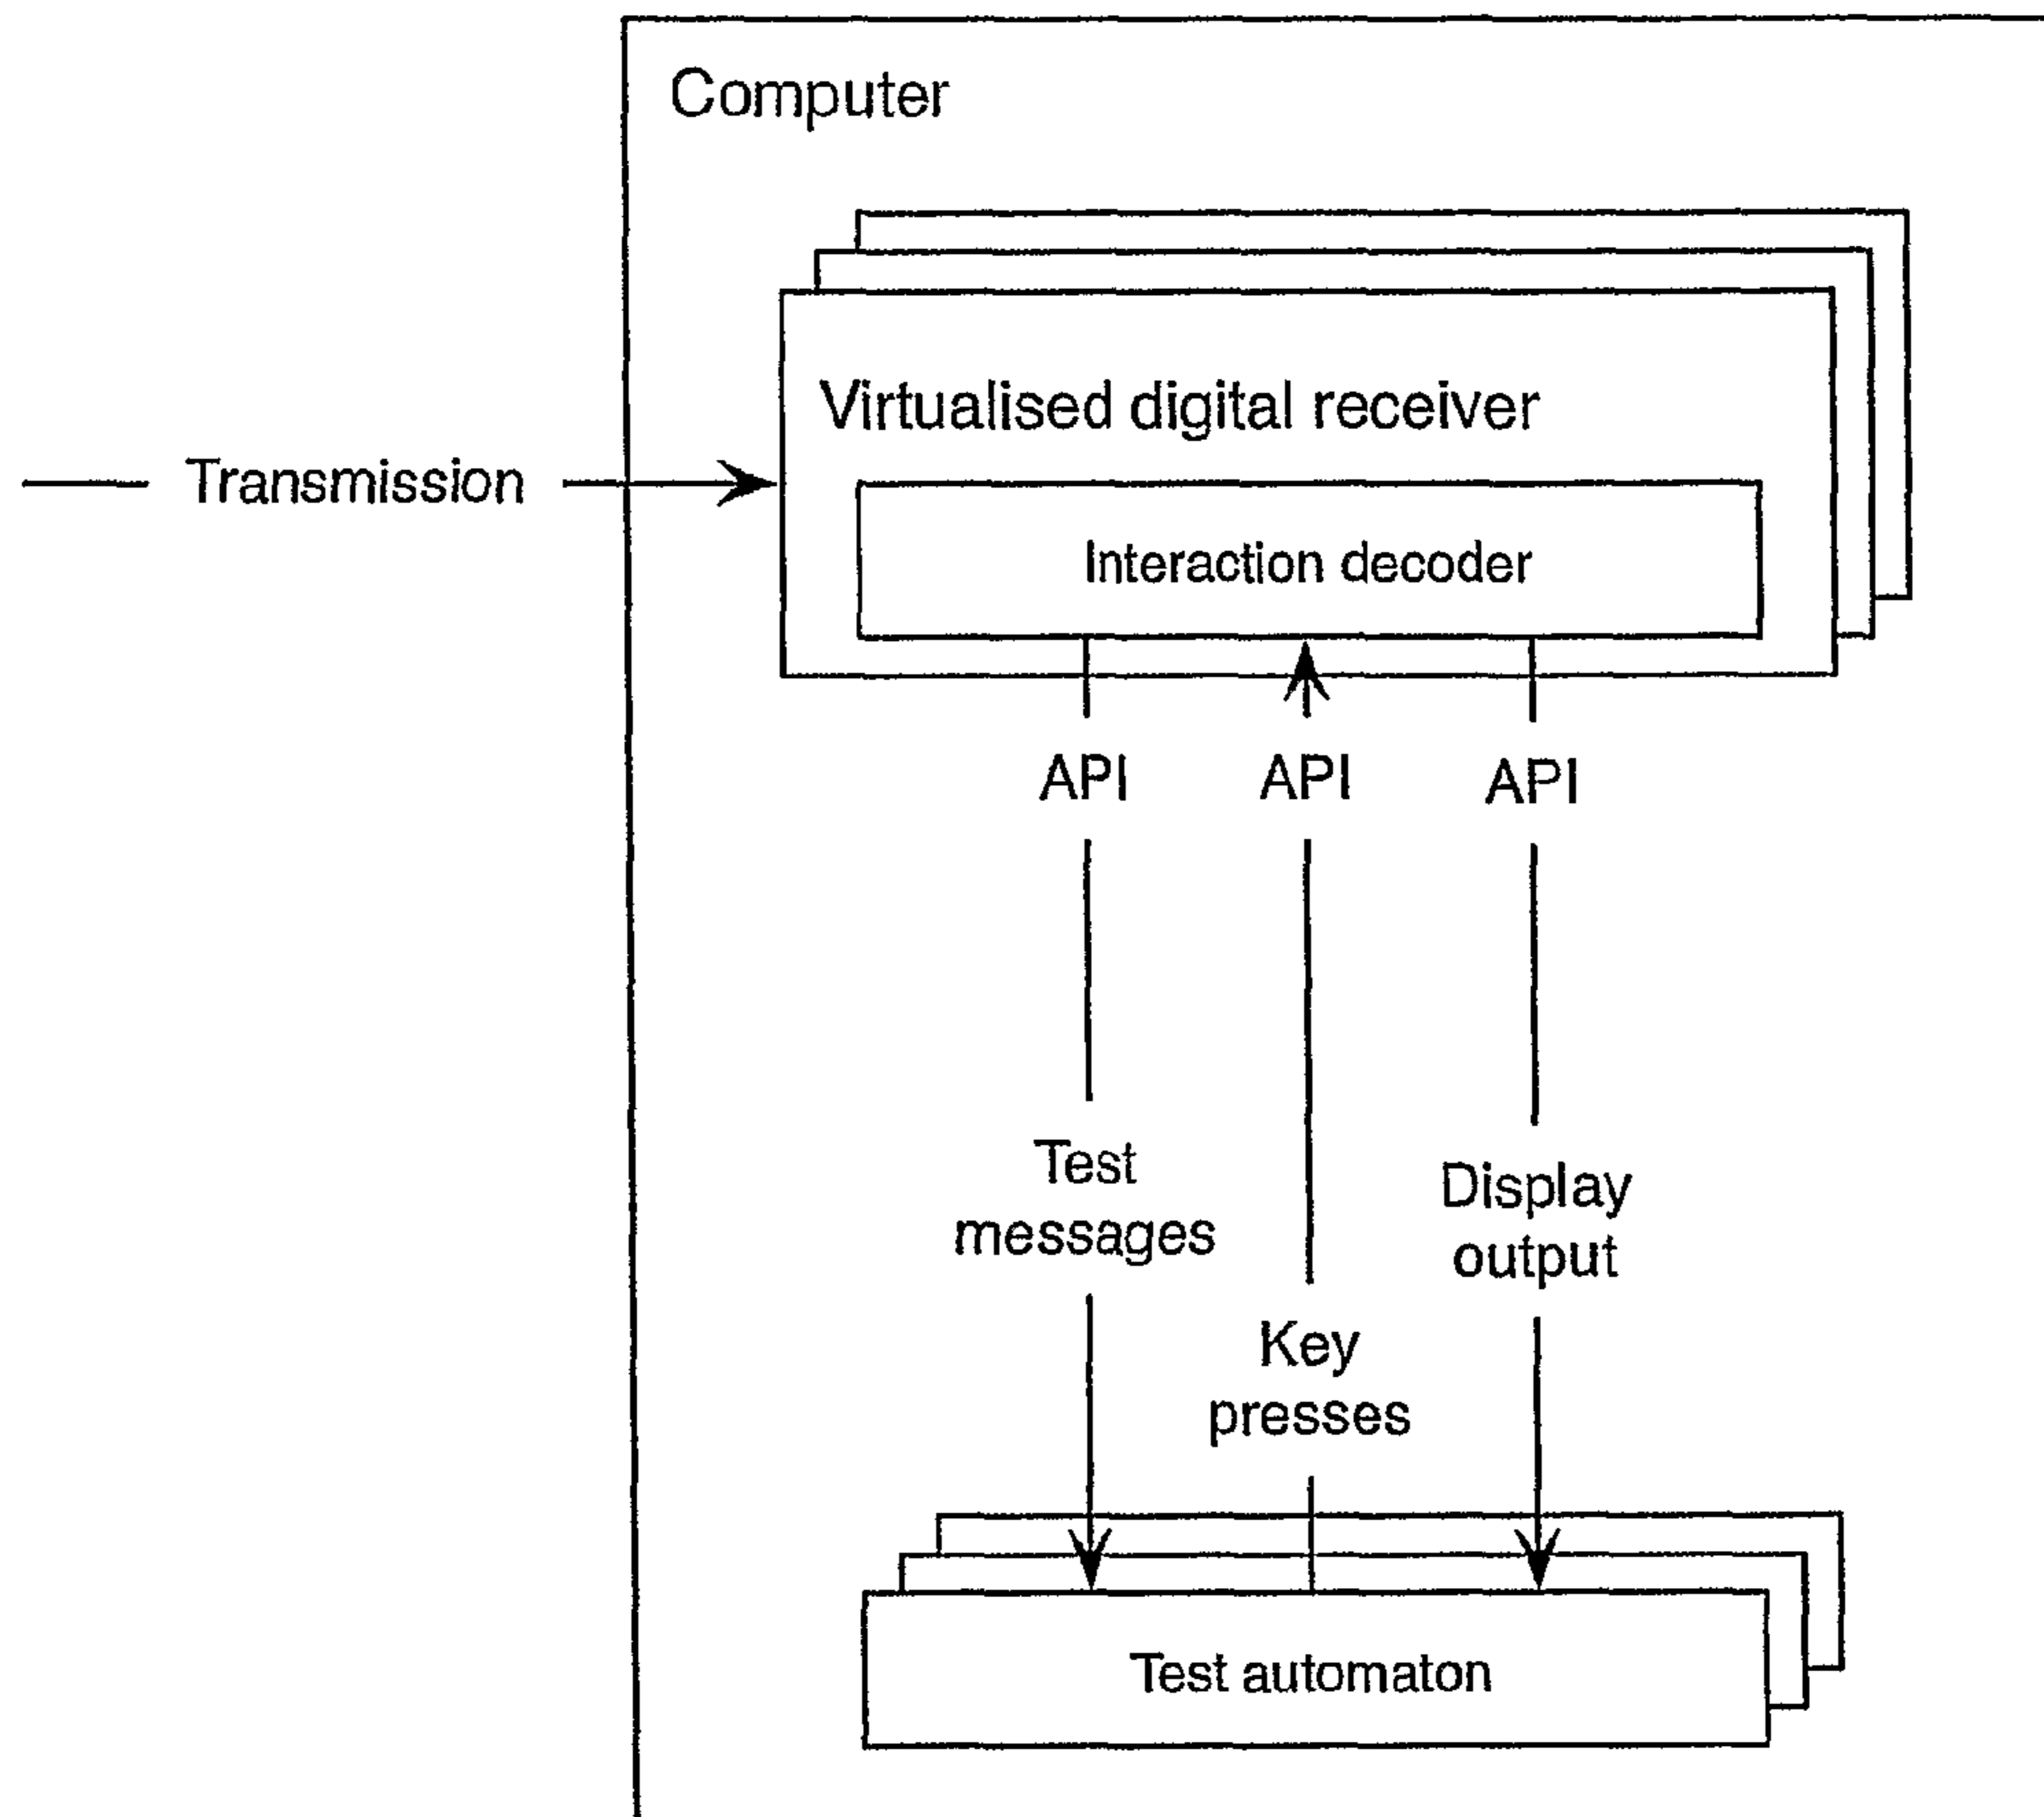 Computer
Virtualised digital receiver
Transmission
Interaction decoder
API
API
API
Test
messages
Display
output
Key
presses
Test automaton